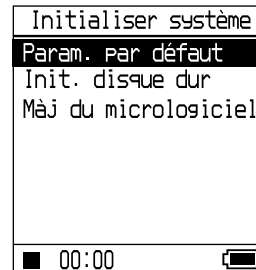 Initialiser système
Param. par défaut
Init. disque dur
Màj du micrologiciel
00:00